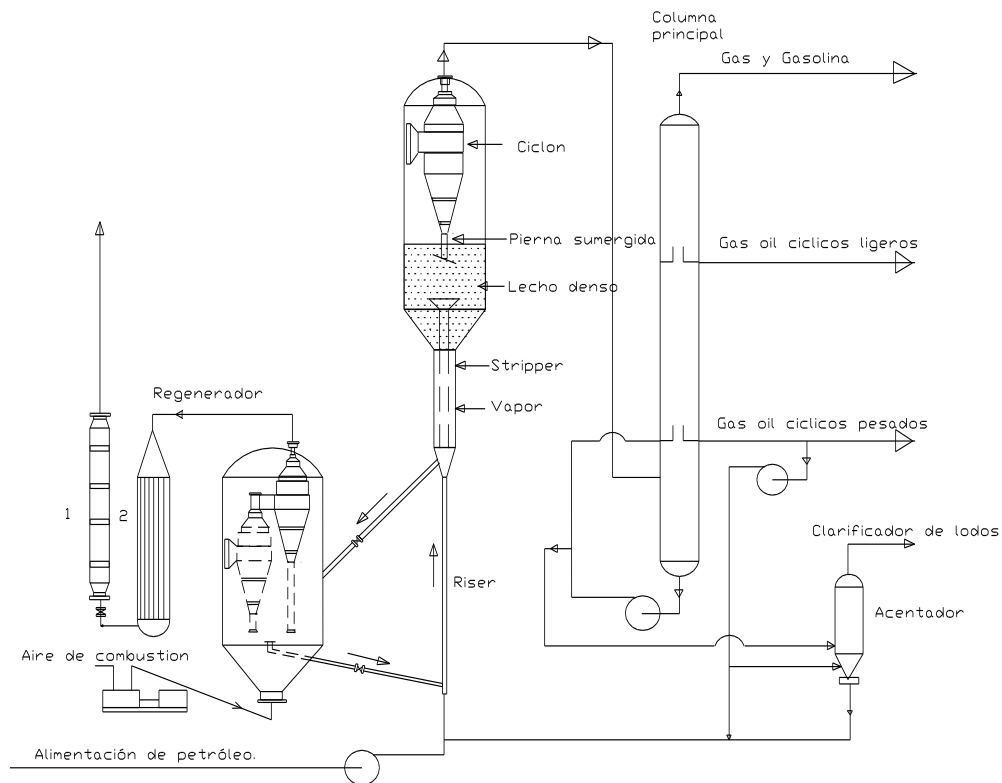 Columna
principal
Gas y Gasolina
Ciclon
Pierna sumergida
Gas oil ciclicos ligeros
Lecho denso
Stripper
Regenerador
Vapor
Gas oil ciclicos pesados
1
2
Clarificador de lodos
Riser
Acentador
Aire de combustion
Alimentación de petróleo.